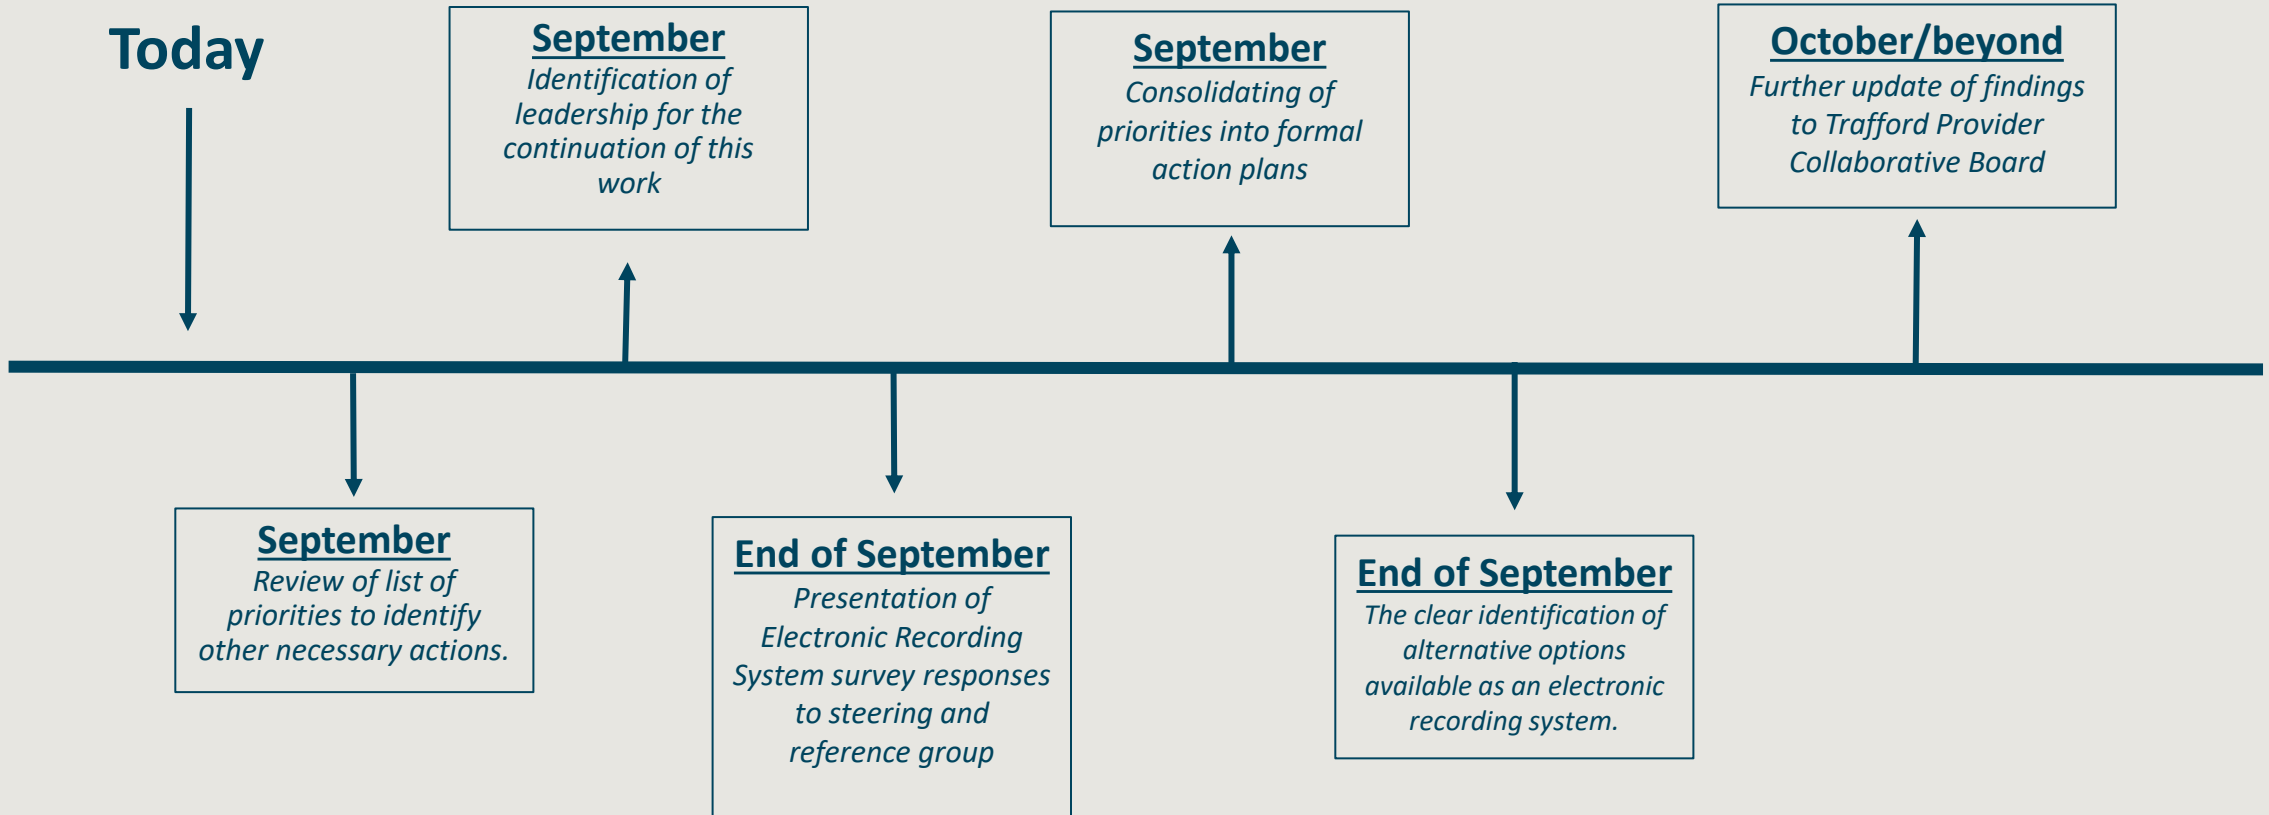 Today
September
Identification of
leadership for the
continuation of this
work
September
Consolidating of
priorities into formal
action plans
October/beyond
Further update of findings
to Trafford Provider
Collaborative Board
September
Review of list of
priorities to identify
other necessary actions.
End of September
Presentation of
Electronic Recording
System survey responses
to steering and
reference group
End of September
The clear identification of
alternative options
available as an electronic
recording system.